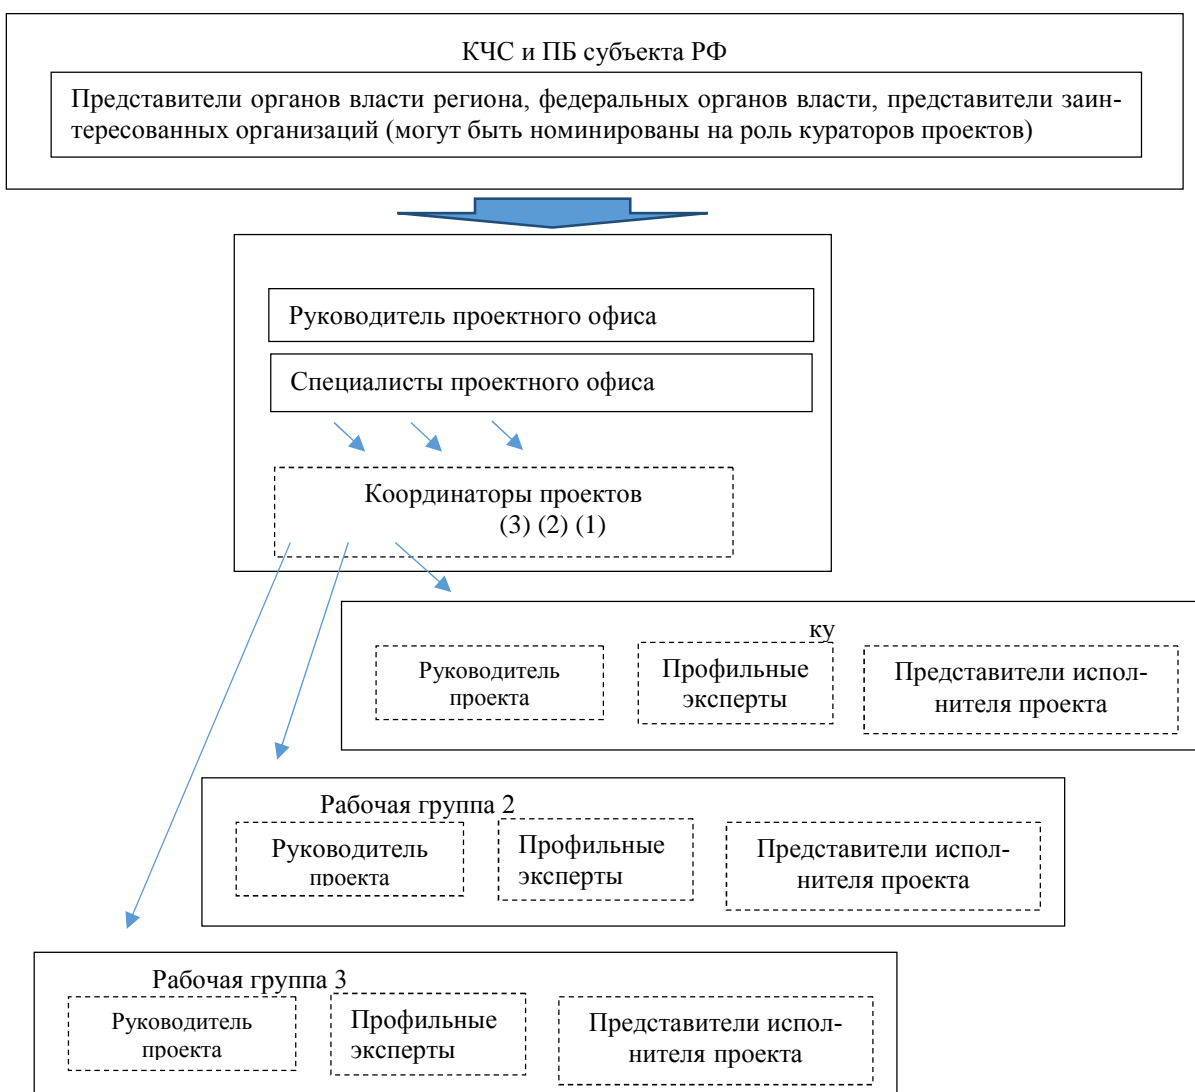 КЧС и ПБ субъекта РФ
Представители органов власти региона, федеральных органов власти, представители заин-
тересованных организаций (могут быть номинированы на роль кураторов проектов)
Руководитель проектного офиса
Специалисты проектного офиса
Координаторы проектов
(3) (2) (1)
ку
Руководитель
проекта
Профильные
эксперты
Представители испол-
нителя проекта
Рабочая группа 2
Руководитель
проекта
Профильные
эксперты
Представители испол-
нителя проекта
Рабочая группа 3
Руководитель
проекта
Профильные
эксперты
Представители испол-
нителя проекта